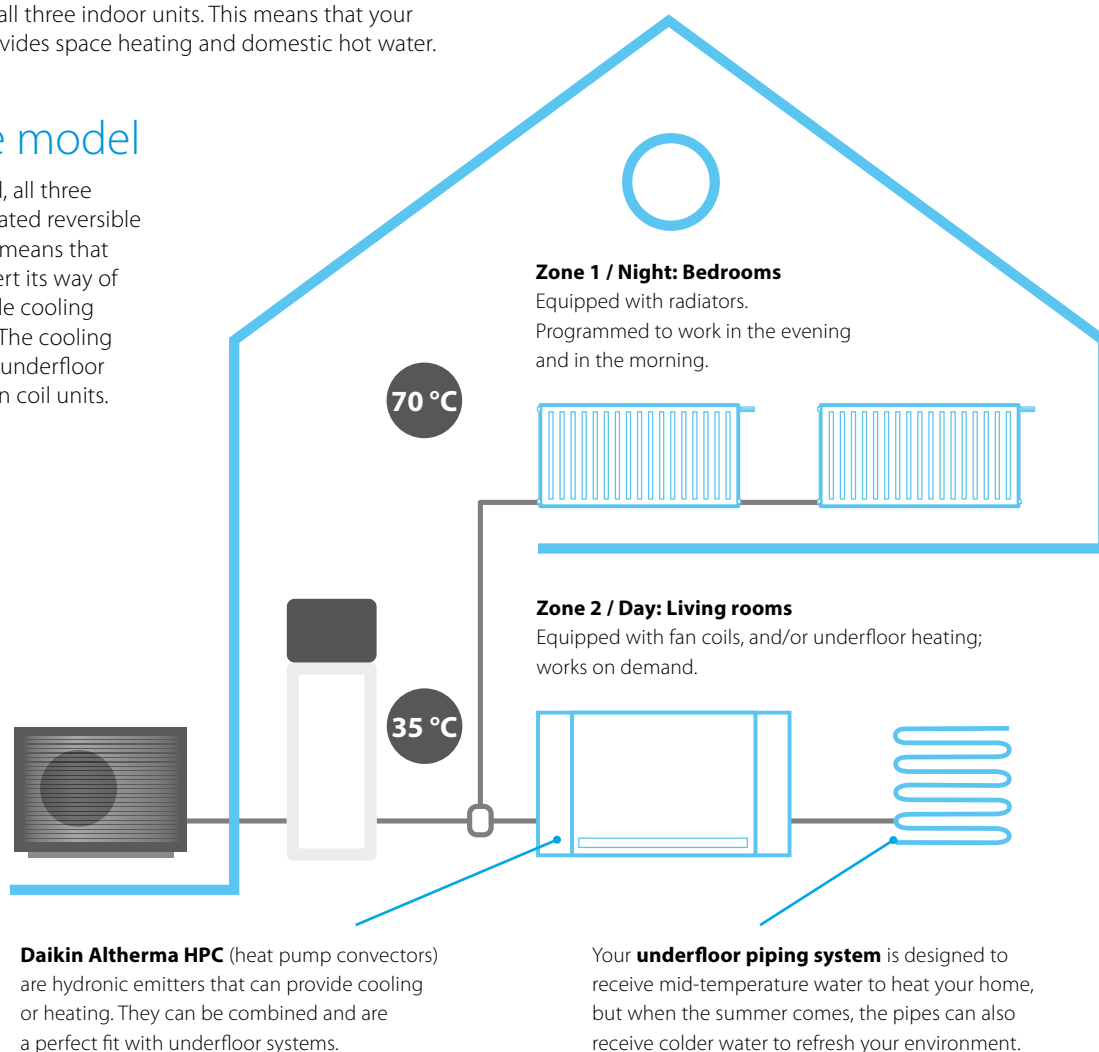 all three indoor units. This means that your
vides space heating and domestic hot water.
e model
, all three
ated reversible
means that
ert its way of
le cooling
The cooling
underfloor
n coil units.
Zone 1 / Night: Bedrooms
Equipped with radiators.
Programmed to work in the evening
and in the morning.
70 °C
Zone 2 / Day: Living rooms
Equipped with fan coils, and/or underfloor heating;
works on demand.
35 °C
Daikin Altherma HPC (heat pump convectors)
are hydronic emitters that can provide cooling
or heating. They can be combined and are
a perfect fit with underfloor systems.
Your underfloor piping system is designed to
receive mid-temperature water to heat your home,
but when the summer comes, the pipes can also
receive colder water to refresh your environment.